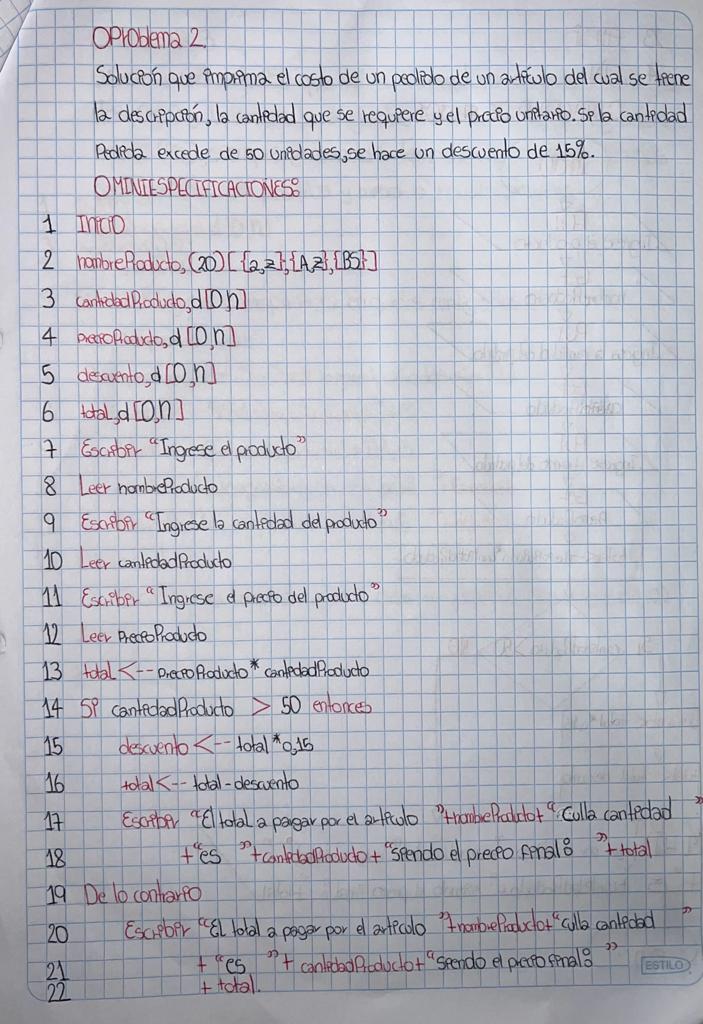 OProblema 2.
Solución que imprima el costo de un pedido de un artículo del cual se tiene
la descripción, la cantidad que se requiere y el precio unitario. Si la cantidad
Pedida excede de 50 unidades, se hace un descuento de 15%.
OMINIESPECIFICACIONES:
1 Inicio
2 nombreProducto, (20) [ {a,z}, {A,z}, {BS} ]
3 cantidadProducto, d [0,n]
4 precioProducto, d [0,n]
5 descuento, d [0,n]
6 total, d [0,n]
7 Escribir "Ingrese el producto"
8 Leer nombreProducto
9 Escribir "Ingrese la cantidad del producto"
10 Leer cantidadProducto
11 Escribir "Ingrese el precio del producto"
12 Leer PrecioProducto
13 total <-- PrecioProducto * cantidadProducto
14 Si cantidadProducto > 50 entonces
15 descuento <-- total * 0,15
16 total <-- total - descuento
17 Escribir "El total a pargar por el artículo "+nombreProducto+" Culla cantidad "
18 + "es "+cantidadProducto + "siendo el precio final: "+ total
19 De lo contrario
20 Escribir "El total a pagar por el artículo "+nombreProducto+" culla cantidad "
21 + "es "+ cantidadProducto+ "siendo el precio final: "
22 + total.
ESTILO